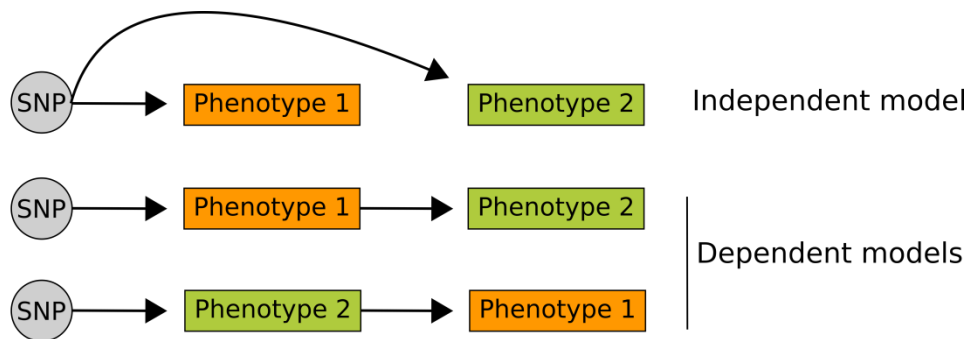 SNP Phenotype 1 Phenotype 2 Independent model
SNP Phenotype 1 Phenotype 2
Dependent models
SNP Phenotype 2 Phenotype 1